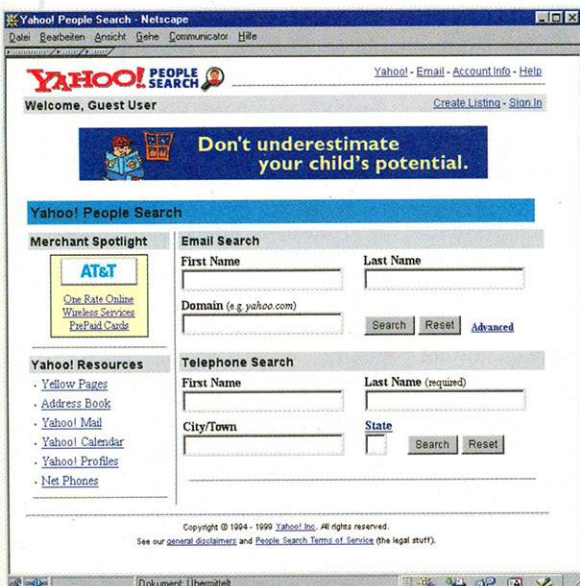 Yahoo! People Search - Netscape
Datei Bearbeiten Ansicht Gehe Communicator Hilfe
YAHOO! PEOPLE SEARCH
Yahoo! - Email - Account Info - Help
Welcome, Guest User
Create Listing - Sign In
Don't underestimate
your child's potential.
Yahoo! People Search
Merchant Spotlight
AT&T
One Rate Online
Wireless Services
PrePaid Cards
Yahoo! Resources
· Yellow Pages
· Address Book
· Yahoo! Mail
· Yahoo! Calendar
· Yahoo! Profiles
· Net Phones
Email Search
First Name Last Name
Domain (e.g. yahoo.com)
Search Reset Advanced
Telephone Search
First Name Last Name (required)
City/Town State
Search Reset
Copyright © 1994 - 1999 Yahoo! Inc. All rights reserved.
See our general disclaimers and People Search Terms of Service (the legal stuff).
Dokument: Übermittelt